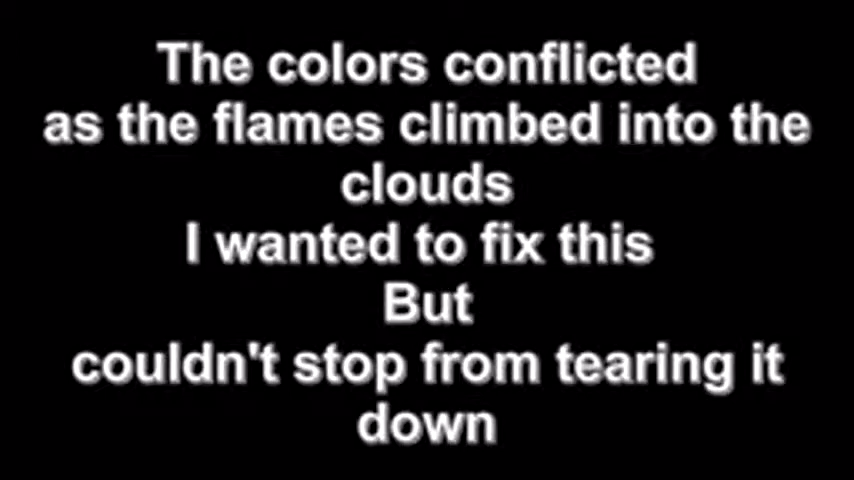 The colors conflicted
as the flames climbed into the
clouds
I wanted to fix this
But
couldn't stop from tearing it
down